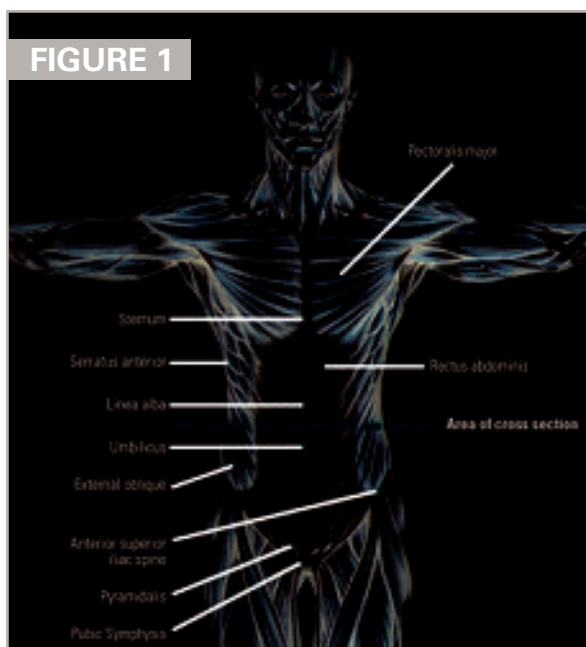 FIGURE 1
Pectoralis major
Sternum
Serratus anterior
Rectus abdominis
Linea alba
Area of cross section
Umbilicus
External oblique
Anterior superior
iliac spine
Pyramidalis
Pubic Symphysis